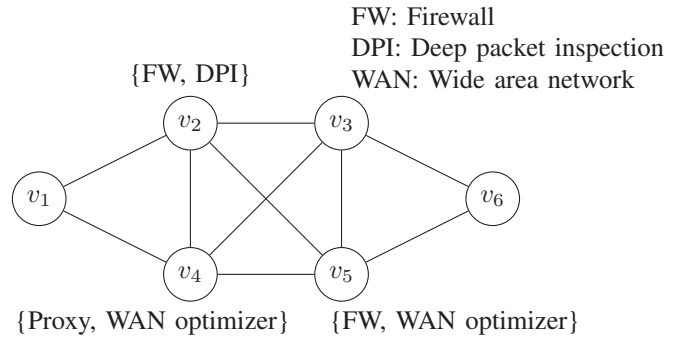 FW: Firewall
DPI: Deep packet inspection
WAN: Wide area network
{FW, DPI}
v2
v3
v1
v6
v4
v5
{Proxy, WAN optimizer}
{FW, WAN optimizer}